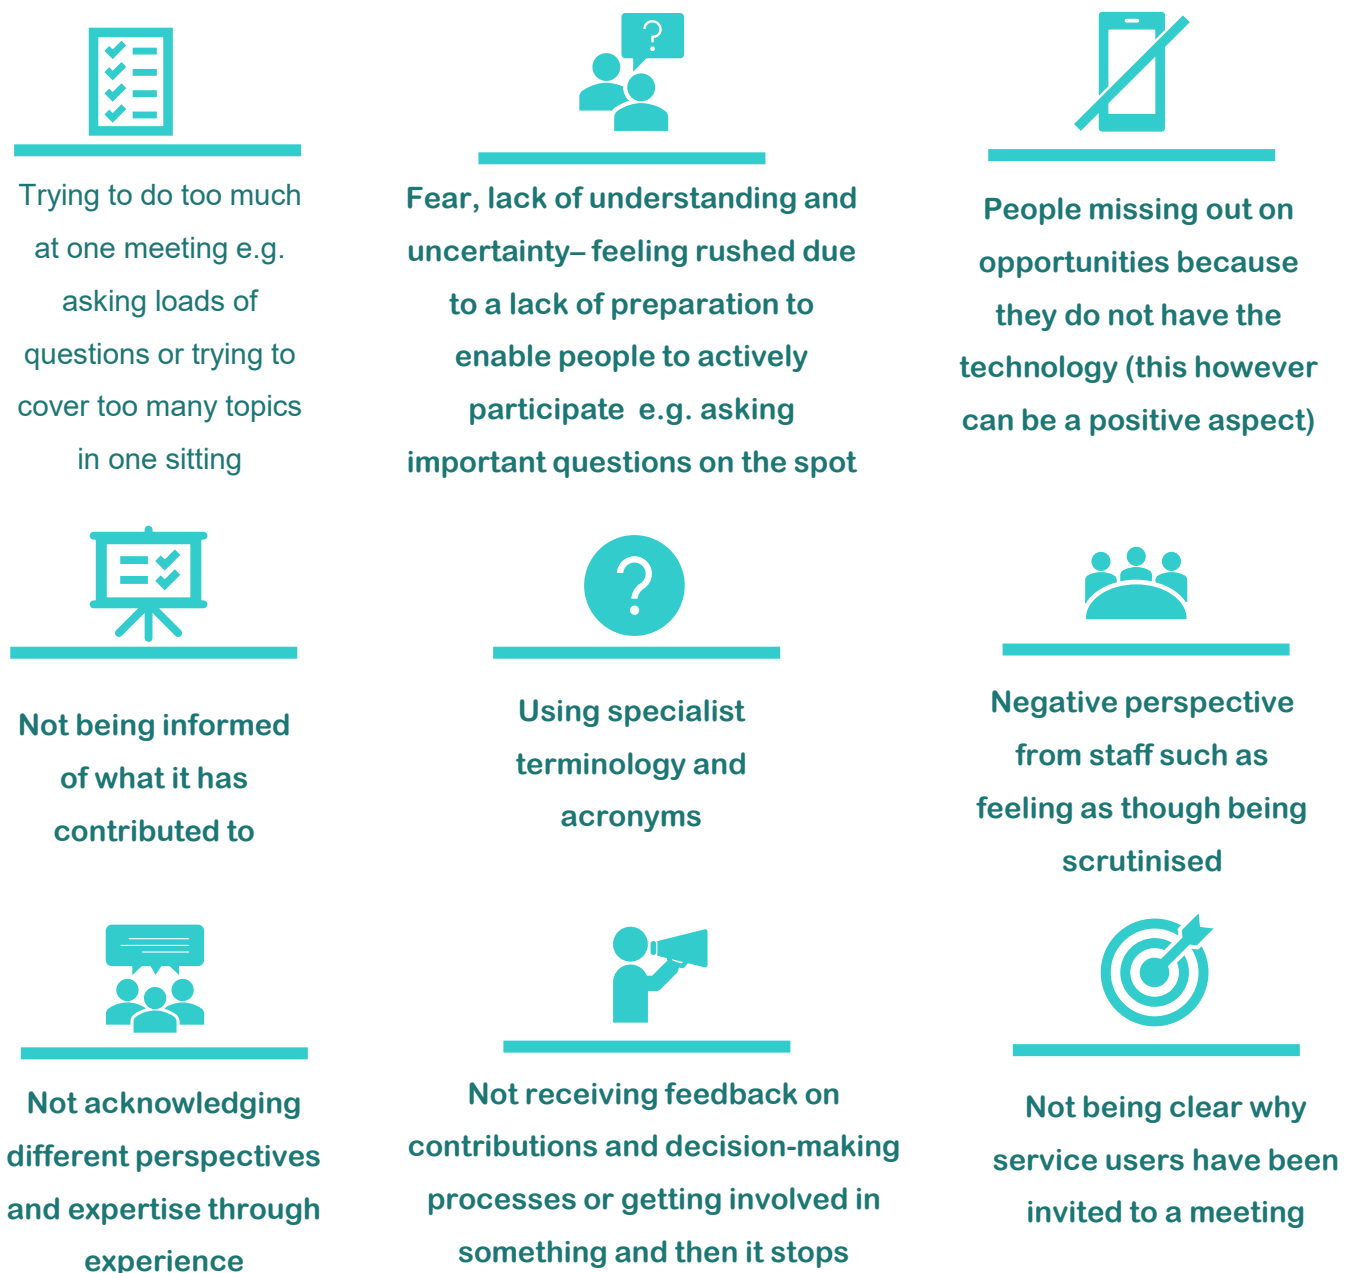 Trying to do too much
at one meeting e.g.
asking loads of
questions or trying to
cover too many topics
in one sitting
?
Fear, lack of understanding and
uncertainty– feeling rushed due
to a lack of preparation to
enable people to actively
participate e.g. asking
important questions on the spot
People missing out on
opportunities because
they do not have the
technology (this however
can be a positive aspect)
Not being informed
of what it has
contributed to
?
Using specialist
terminology and
acronyms
Negative perspective
from staff such as
feeling as though being
scrutinised
Not acknowledging
different perspectives
and expertise through
experience
Not receiving feedback on
contributions and decision-making
processes or getting involved in
something and then it stops
Not being clear why
service users have been
invited to a meeting